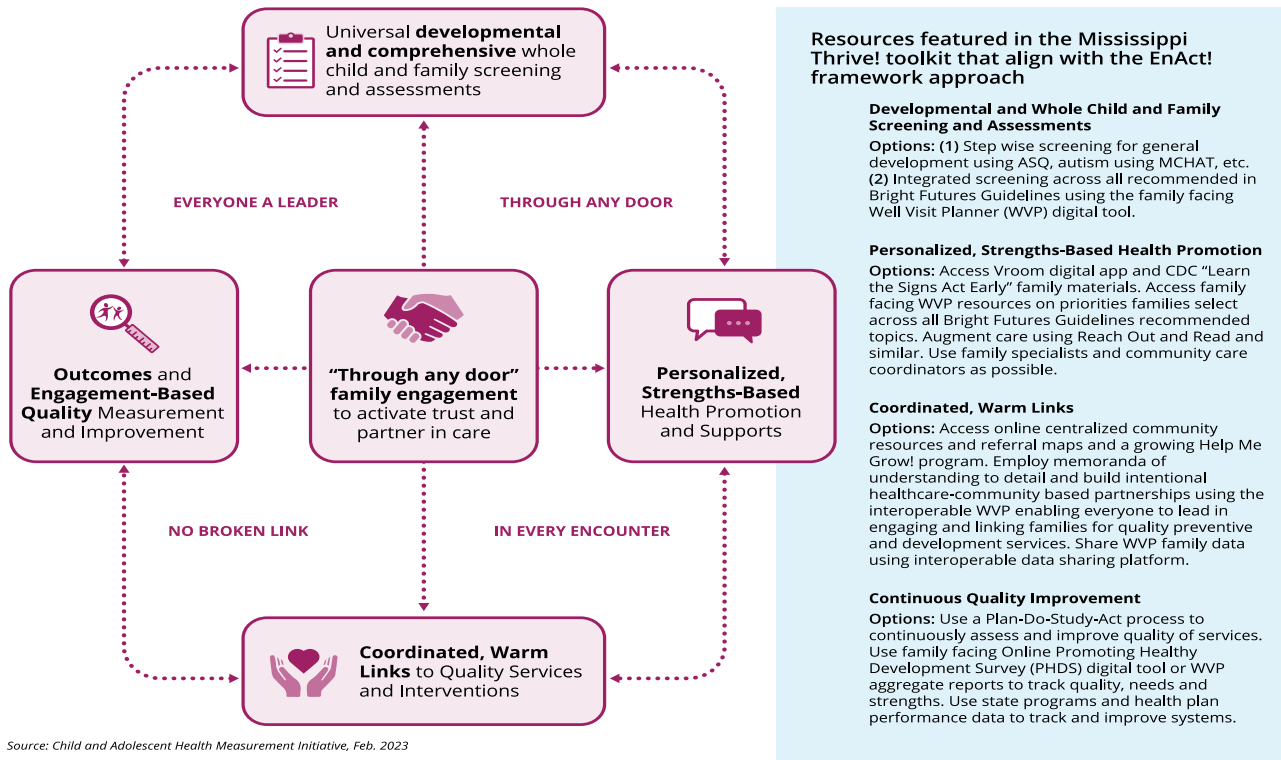 Universal developmental
and comprehensive whole
child and family screening
and assessments
EVERYONE A LEADER
THROUGH ANY DOOR
Outcomes and
Engagement-Based
Quality Measurement
and Improvement
“Through any door”
family engagement
to activate trust and
partner in care
Personalized,
Strengths-Based
Health Promotion
and Supports
NO BROKEN LINK
IN EVERY ENCOUNTER
Coordinated, Warm
Links to Quality Services
and Interventions
Source: Child and Adolescent Health Measurement Initiative, Feb. 2023
Resources featured in the Mississippi
Thrive! toolkit that align with the EnAct!
framework approach
Developmental and Whole Child and Family
Screening and Assessments
Options: (1) Step wise screening for general
development using ASQ, autism using MCHAT, etc.
(2) Integrated screening across all recommended in
Bright Futures Guidelines using the family facing
Well Visit Planner (WVP) digital tool.
Personalized, Strengths-Based Health Promotion
Options: Access Vroom digital app and CDC “Learn
the Signs Act Early” family materials. Access family
facing WVP resources on priorities families select
across all Bright Futures Guidelines recommended
topics. Augment care using Reach Out and Read and
similar. Use family specialists and community care
coordinators as possible.
Coordinated, Warm Links
Options: Access online centralized community
resources and referral maps and a growing Help Me
Grow! program. Employ memoranda of
understanding to detail and build intentional
healthcare-community based partnerships using the
interoperable WVP enabling everyone to lead in
engaging and linking families for quality preventive
and development services. Share WVP family data
using interoperable data sharing platform.
Continuous Quality Improvement
Options: Use a Plan-Do-Study-Act process to
continuously assess and improve quality of services.
Use family facing Online Promoting Healthy
Development Survey (PHDS) digital tool or WVP
aggregate reports to track quality, needs and
strengths. Use state programs and health plan
performance data to track and improve systems.